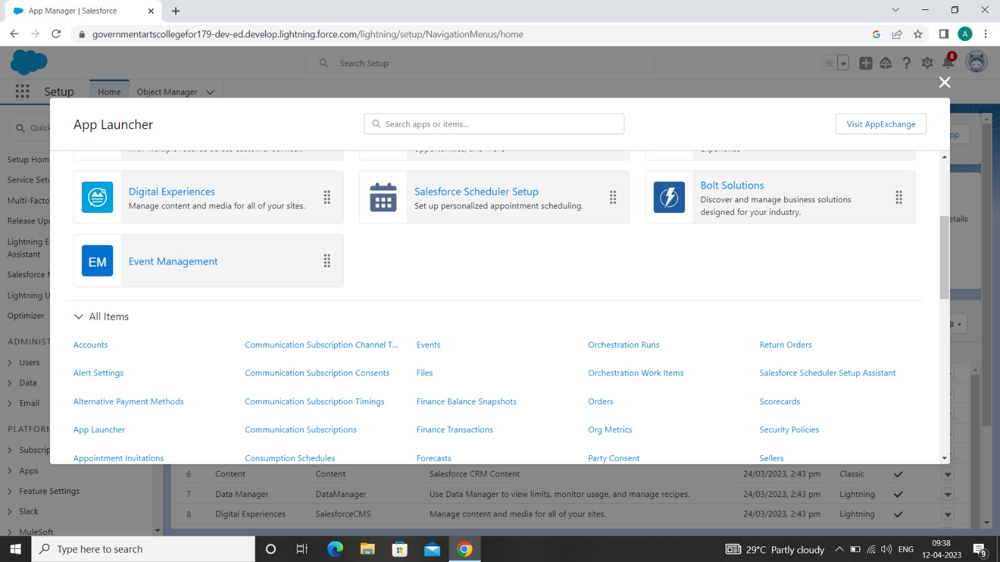 App Manager | Salesforce
governmentartscollegefor179-dev-ed.develop.lightning.force.com/lightning/setup/NavigationMenus/home
A
Search Setup
8
Setup
Home
Object Manager
App Launcher
Search apps or items...
Visit AppExchange
Quick
pp
Setup Hom
Service Setu
Multi-Facto
Release Upd
Lightning E
Assistant
Salesforce M
Lightning U
Optimizer
ADMINIST
Users
Data
Email
PLATFORM
Subscrip
Apps
Feature Settings
Slack
MuleSoft
etails
Digital Experiences
Manage content and media for all of your sites.
Salesforce Scheduler Setup
Set up personalized appointment scheduling.
Bolt Solutions
Discover and manage business solutions
designed for your industry.
EM
Event Management
All Items
Accounts
Communication Subscription Channel T...
Events
Orchestration Runs
Return Orders
Alert Settings
Communication Subscription Consents
Files
Orchestration Work Items
Salesforce Scheduler Setup Assistant
Alternative Payment Methods
Communication Subscription Timings
Finance Balance Snapshots
Orders
Scorecards
App Launcher
Communication Subscriptions
Finance Transactions
Org Metrics
Security Policies
Appointment Invitations
Consumption Schedules
Forecasts
Party Consent
Sellers
6 Content Content Salesforce CRM Content 24/03/2023, 2:43 pm Classic
7 Data Manager DataManager Use Data Manager to view limits, monitor usage, and manage recipes. 24/03/2023, 2:43 pm Lightning
8 Digital Experiences SalesforceCMS Manage content and media for all of your sites. 24/03/2023, 2:43 pm Lightning
Type here to search
29°C Partly cloudy
ENG
09:38
12-04-2023
9